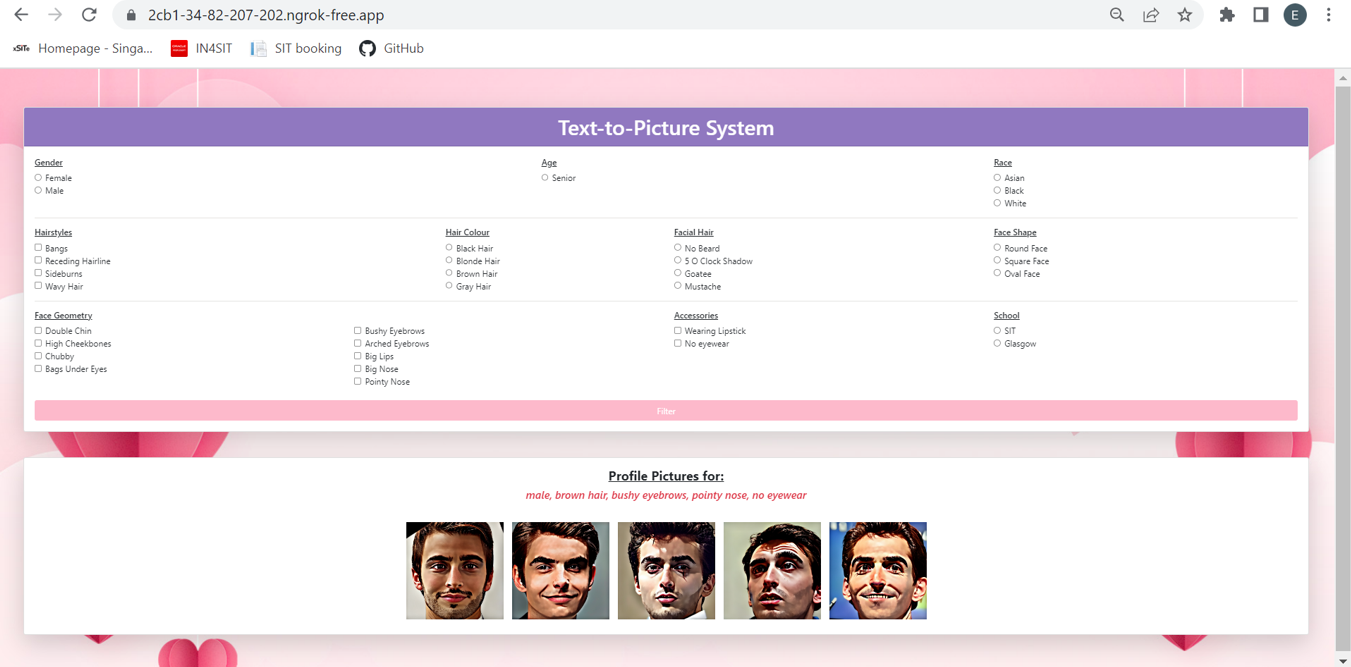 2cb1-34-82-207-202.ngrok-free.app
E
xSITe Homepage - Singa... IN4SIT SIT booking GitHub
Text-to-Picture System
Gender
Female
Male
Age
Senior
Race
Asian
Black
White
Hairstyles
Bangs
Receding Hairline
Sideburns
Wavy Hair
Hair Colour
Black Hair
Blonde Hair
Brown Hair
Gray Hair
Facial Hair
No Beard
5 O Clock Shadow
Goatee
Mustache
Face Shape
Round Face
Square Face
Oval Face
Face Geometry
Double Chin
High Cheekbones
Chubby
Bags Under Eyes
Bushy Eyebrows
Arched Eyebrows
Big Lips
Big Nose
Pointy Nose
Accessories
Wearing Lipstick
No eyewear
School
SIT
Glasgow
Filter
Profile Pictures for:
male, brown hair, bushy eyebrows, pointy nose, no eyewear